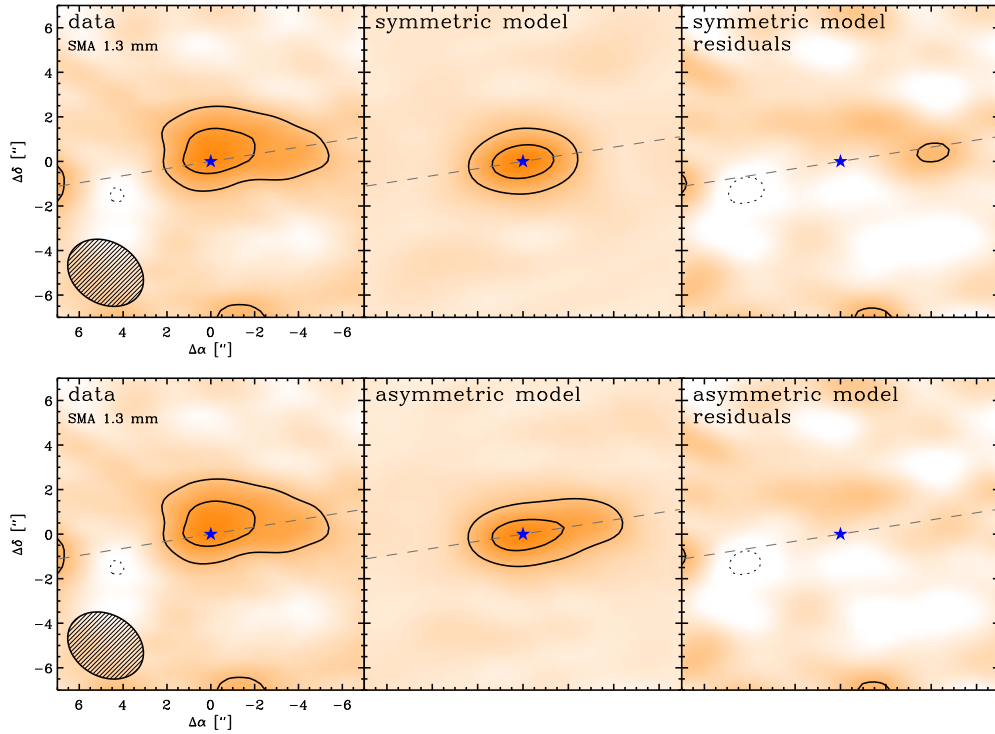 data
SMA 1.3 mm
symmetric model
symmetric model
residuals
6
4
2
0
-2
-4
-6
Δδ ["]
6 4 2 0 -2 -4 -6
Δα ["]
data
SMA 1.3 mm
asymmetric model
asymmetric model
residuals
6
4
2
0
-2
-4
-6
Δδ ["]
6 4 2 0 -2 -4 -6
Δα ["]